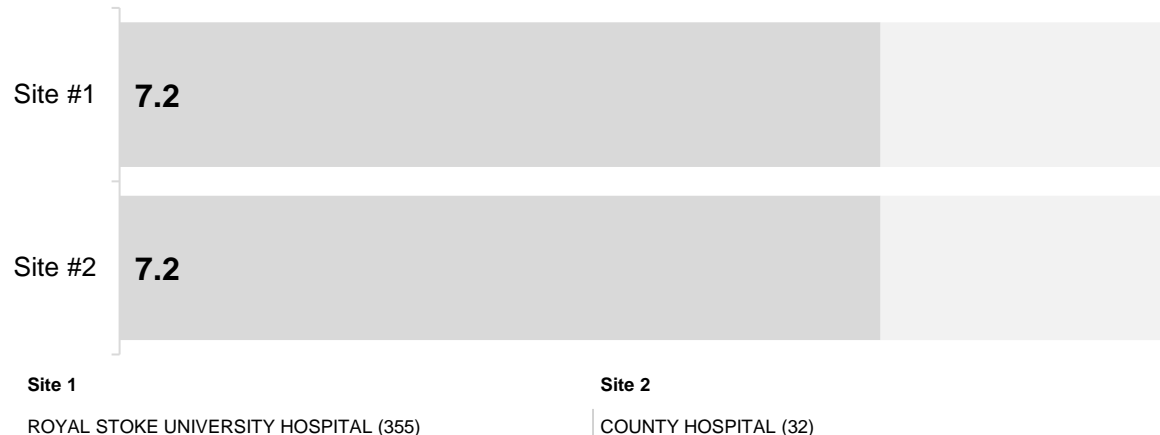 Site #1 7.2
Site #2 7.2
Site 1 Site 2
ROYAL STOKE UNIVERSITY HOSPITAL (355) COUNTY HOSPITAL (32)